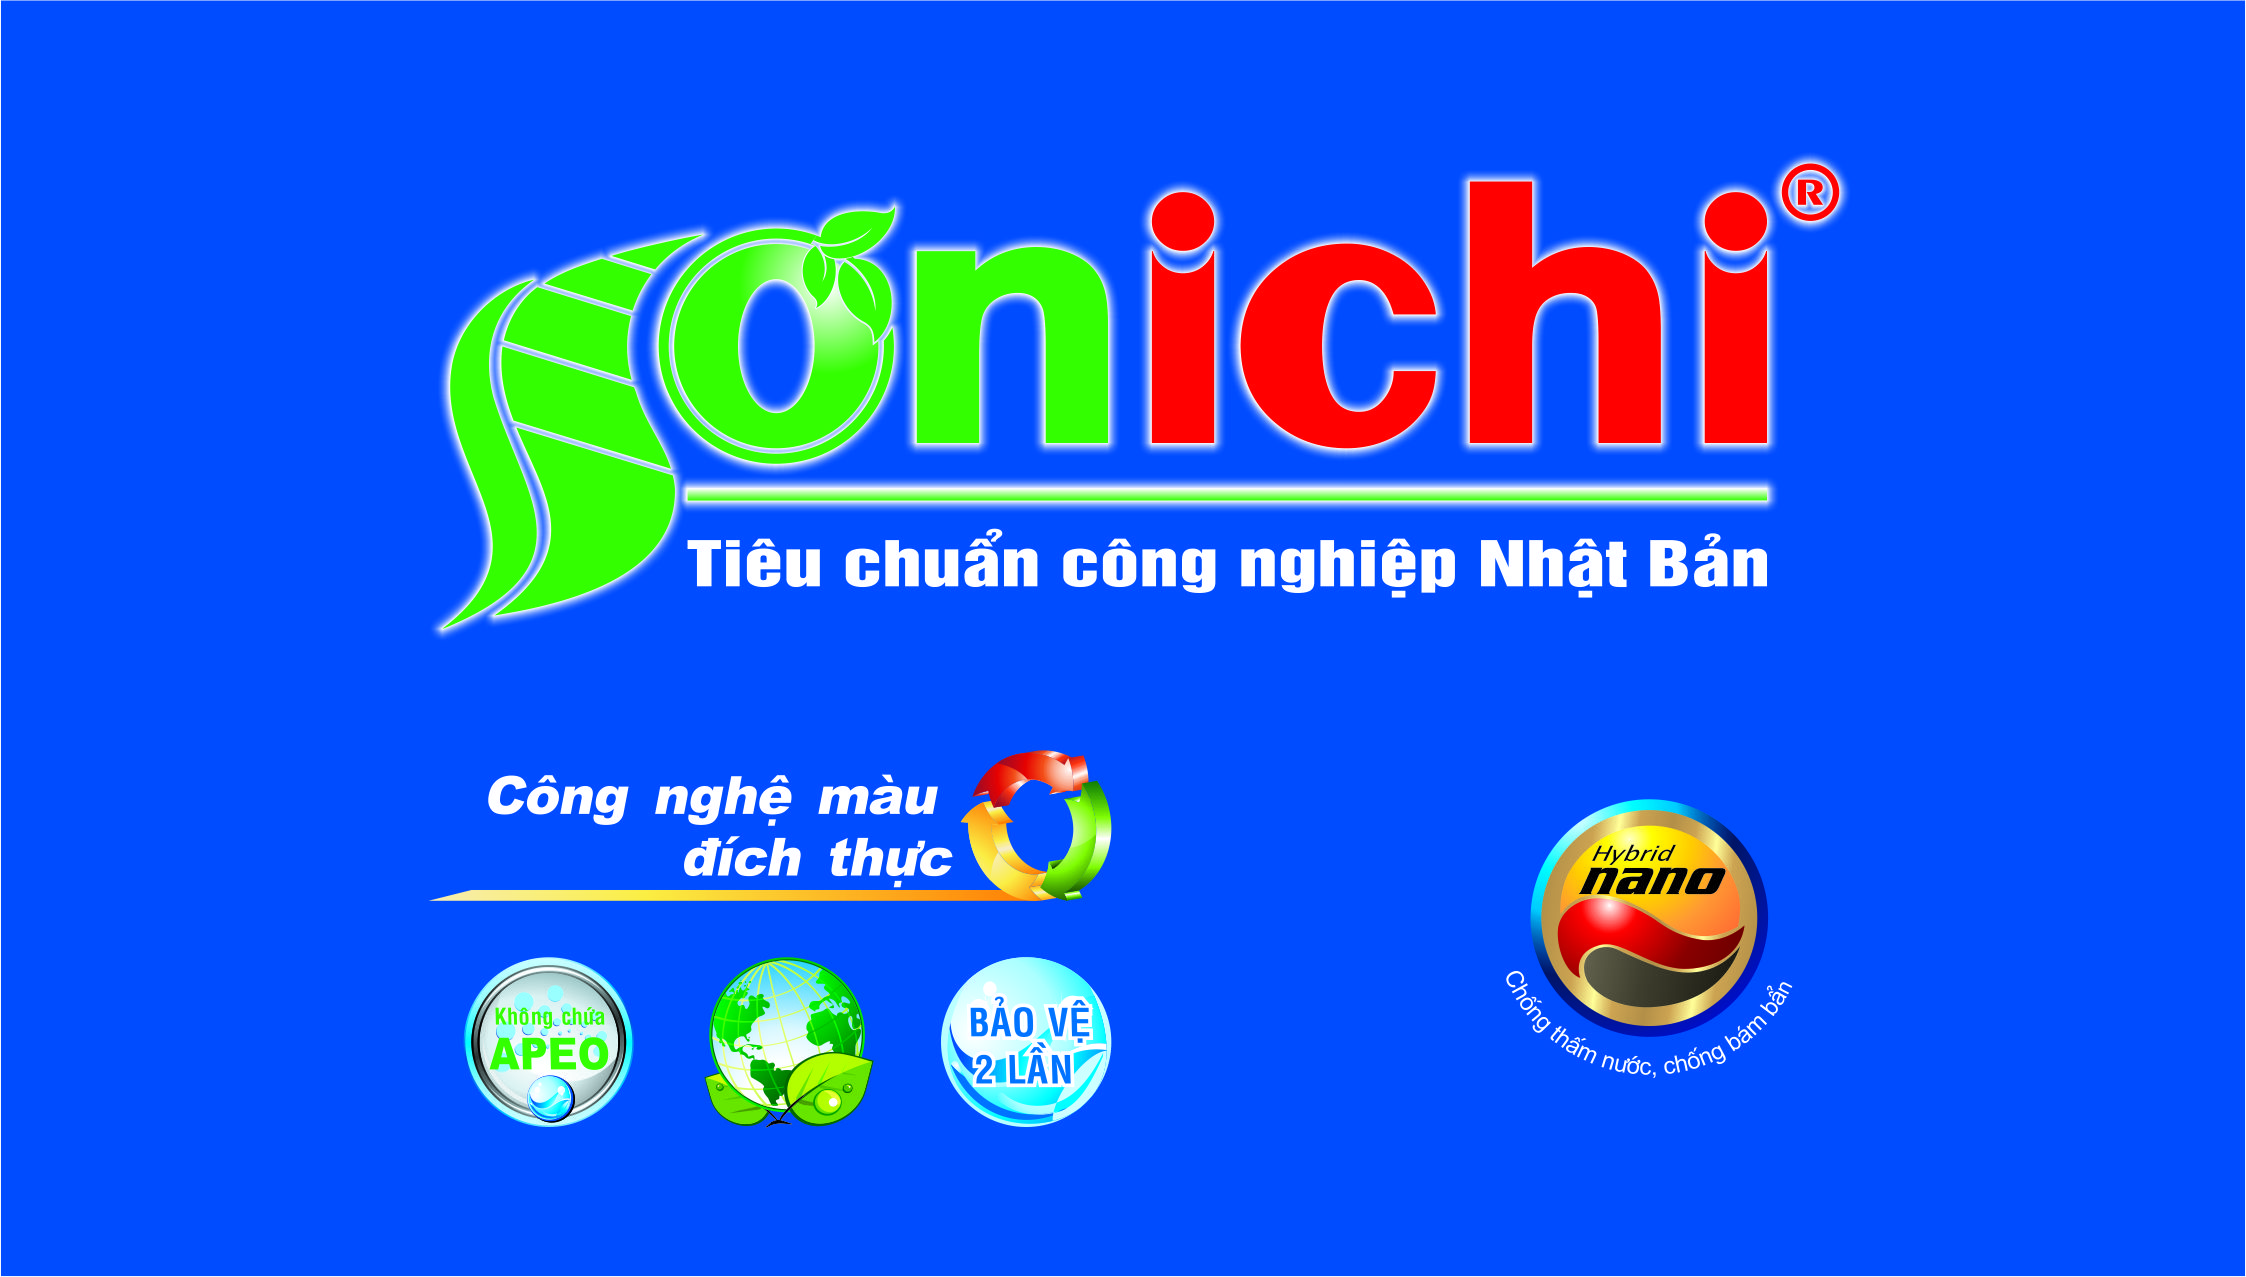 Sonichi®
Tiêu chuẩn công nghiệp Nhật Bản
Công nghệ màu
đích thực
Không chứa
APEO
BẢO VỆ
2 LẦN
Hybrid
nano
Chống thấm nước, chống bám bẩn